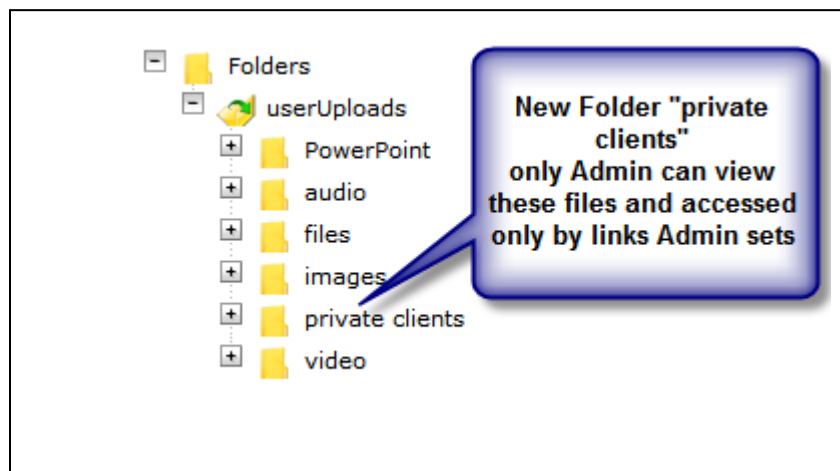 Folders
userUploads
PowerPoint
audio
files
images
private clients
video
New Folder "private
clients"
only Admin can view
these files and accessed
only by links Admin sets